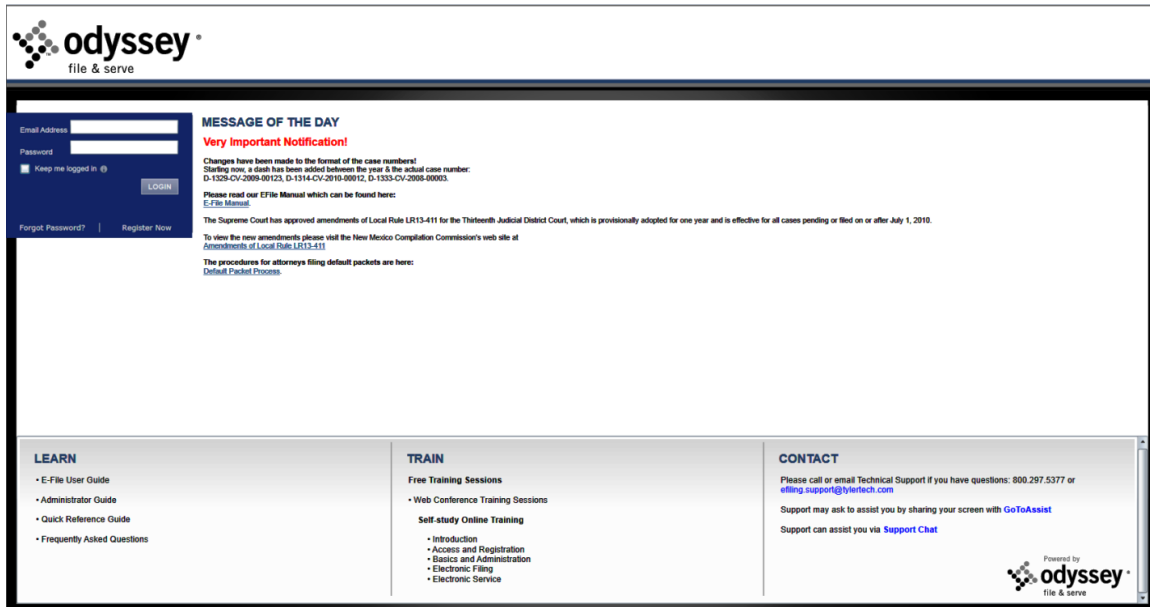 odyssey
file & serve
Email Address
Password
Keep me logged in
LOGIN
Forgot Password? | Register Now
MESSAGE OF THE DAY
Very Important Notification!
Changes have been made to the format of the case numbers!
Starting now, a dash has been added between the year & the actual case number:
D-1329-CV-2009-00123, D-1314-CV-2010-00012, D-1333-CV-2008-00003.
Please read our EFile Manual which can be found here:
E-File Manual.
The Supreme Court has approved amendments of Local Rule LR13-411 for the Thirteenth Judicial District Court, which is provisionally adopted for one year and is effective for all cases pending or filed on or after July 1, 2010.
To view the new amendments please visit the New Mexico Compilation Commission's web site at
Amendments of Local Rule LR13-411
The procedures for attorneys filing default packets are here:
Default Packet Process.
LEARN
• E-File User Guide
• Administrator Guide
• Quick Reference Guide
• Frequently Asked Questions
TRAIN
Free Training Sessions
• Web Conference Training Sessions
Self-study Online Training
• Introduction
• Access and Registration
• Basics and Administration
• Electronic Filing
• Electronic Service
CONTACT
Please call or email Technical Support if you have questions: 800.297.5377 or
efiling.support@tylertech.com
Support may ask to assist you by sharing your screen with GoToAssist
Support can assist you via Support Chat
Powered by
odyssey
file & serve